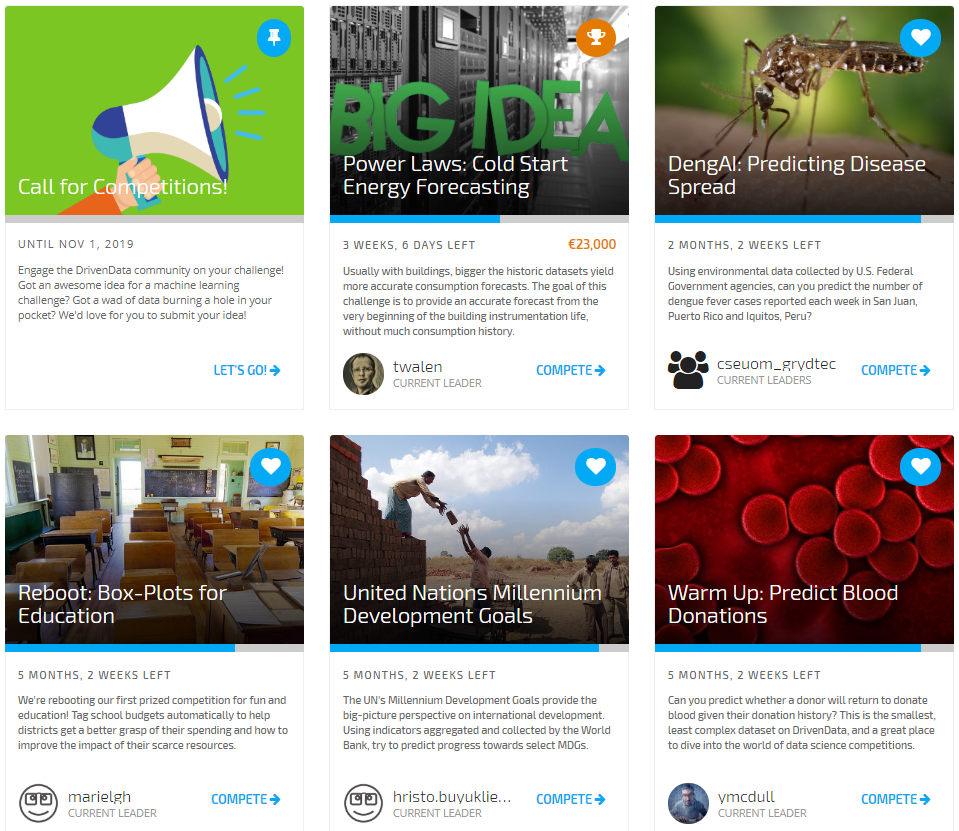 Call for Competitions!
UNTIL NOV 1, 2019
Engage the DrivenData community on your challenge!
Got an awesome idea for a machine learning
challenge? Got a wad of data burning a hole in your
pocket? We'd love for you to submit your idea!
LET'S GO!
BIG IDEA
Power Laws: Cold Start
Energy Forecasting
3 WEEKS, 6 DAYS LEFT
€23,000
Usually with buildings, bigger the historic datasets yield
more accurate consumption forecasts. The goal of this
challenge is to provide an accurate forecast from the
very beginning of the building instrumentation life,
without much consumption history.
twalen
CURRENT LEADER
COMPETE
DengAI: Predicting Disease
Spread
2 MONTHS, 2 WEEKS LEFT
Using environmental data collected by U.S. Federal
Government agencies, can you predict the number of
dengue fever cases reported each week in San Juan,
Puerto Rico and Iquitos, Peru?
cseuom_grydtec
CURRENT LEADERS
COMPETE
Reboot: Box-Plots for
Education
5 MONTHS, 2 WEEKS LEFT
We're rebooting our first prized competition for fun and
education! Tag school budgets automatically to help
districts get a better grasp of their spending and how to
improve the impact of their scarce resources.
marielgh
CURRENT LEADER
COMPETE
United Nations Millennium
Development Goals
5 MONTHS, 2 WEEKS LEFT
The UN's Millennium Development Goals provide the
big-picture perspective on international development.
Using indicators aggregated and collected by the World
Bank, try to predict progress towards select MDGs.
hristo.buyuklie...
CURRENT LEADER
COMPETE
Warm Up: Predict Blood
Donations
5 MONTHS, 2 WEEKS LEFT
Can you predict whether a donor will return to donate
blood given their donation history? This is the smallest,
least complex dataset on DrivenData, and a great place
to dive into the world of data science competitions.
ymcdull
CURRENT LEADER
COMPETE